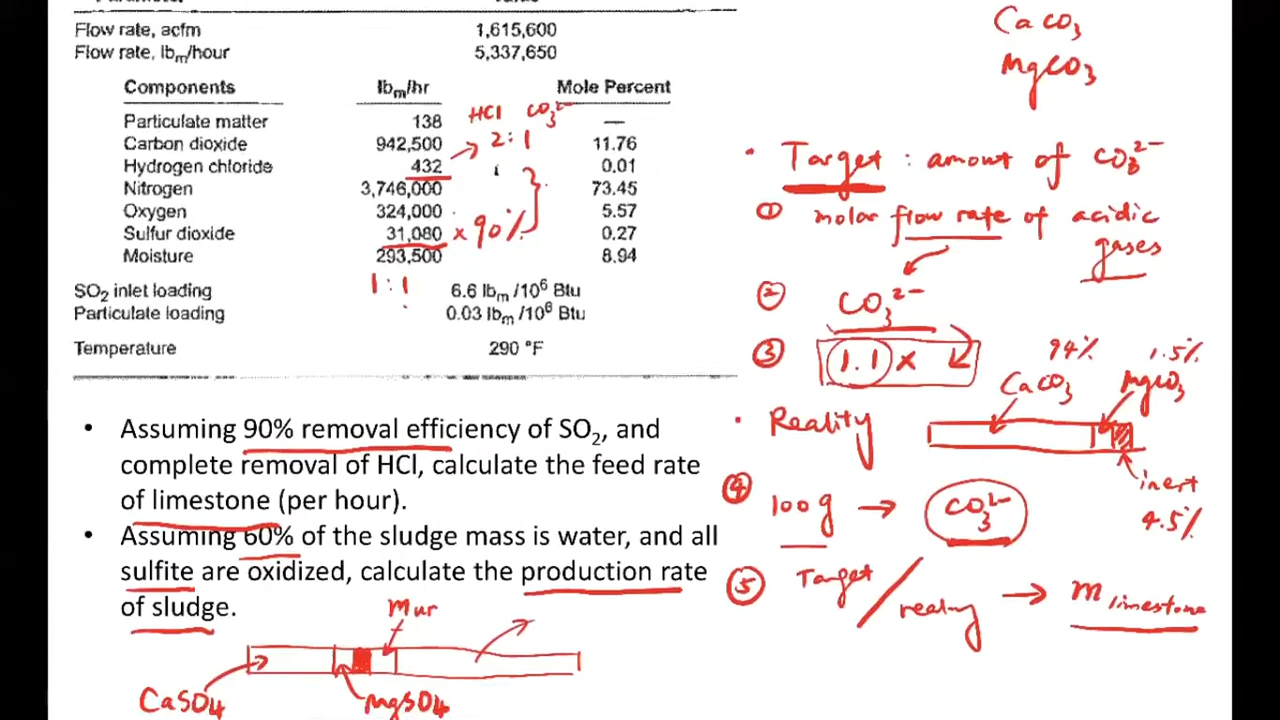 Flow rate, acfm 1,615,600
Flow rate, lbm/hour 5,337,650
Components lbm/hr Mole Percent
Particulate matter 138 —
Carbon dioxide 942,500 11.76
Hydrogen chloride 432 0.01
Nitrogen 3,746,000 73.45
Oxygen 324,000 5.57
Sulfur dioxide 31,080 0.27
Moisture 293,500 8.94
SO2 inlet loading 6.6 lbm /10^6 Btu
Particulate loading 0.03 lbm /10^6 Btu
Temperature 290 °F
HCl CO3^2-
2:1
x 90%
1:1
• Assuming 90% removal efficiency of SO2, and
complete removal of HCl, calculate the feed rate
of limestone (per hour).
• Assuming 60% of the sludge mass is water, and all
sulfite are oxidized, calculate the production rate
of sludge.
Mur
CaSO4 MgSO4
CaCO3
MgCO3
• Target : amount of CO3^2-
① molar flow rate of acidic
gases
② CO3^2-
③ 1.1 x
94% 1.5%
CaCO3 MgCO3
• Reality
inert
4.5%
④ 100g → CO3^2-
⑤ Target / → m limestone